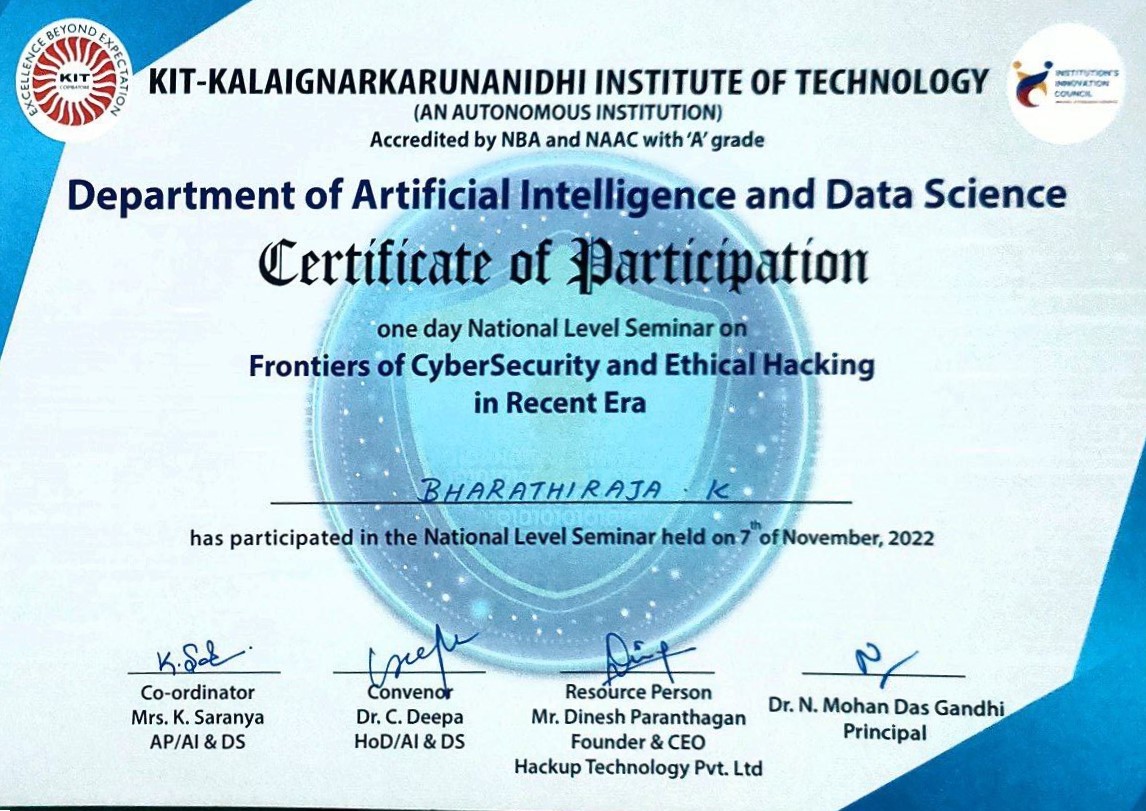 EXCELLENCE BEYOND EXPECTATION
KIT
COIMBATORE
INSTITUTION'S
INNOVATION
COUNCIL
KIT-KALAIGNARKARUNANIDHI INSTITUTE OF TECHNOLOGY
(AN AUTONOMOUS INSTITUTION)
Accredited by NBA and NAAC with 'A' grade
Department of Artificial Intelligence and Data Science
Certificate of Participation
one day National Level Seminar on
Frontiers of CyberSecurity and Ethical Hacking
in Recent Era
BHARATHIRAJA . K
has participated in the National Level Seminar held on 7th of November, 2022
Co-ordinator
Mrs. K. Saranya
AP/AI & DS
Convenor
Dr. C. Deepa
HoD/AI & DS
Resource Person
Mr. Dinesh Paranthagan
Founder & CEO
Hackup Technology Pvt. Ltd
Dr. N. Mohan Das Gandhi
Principal